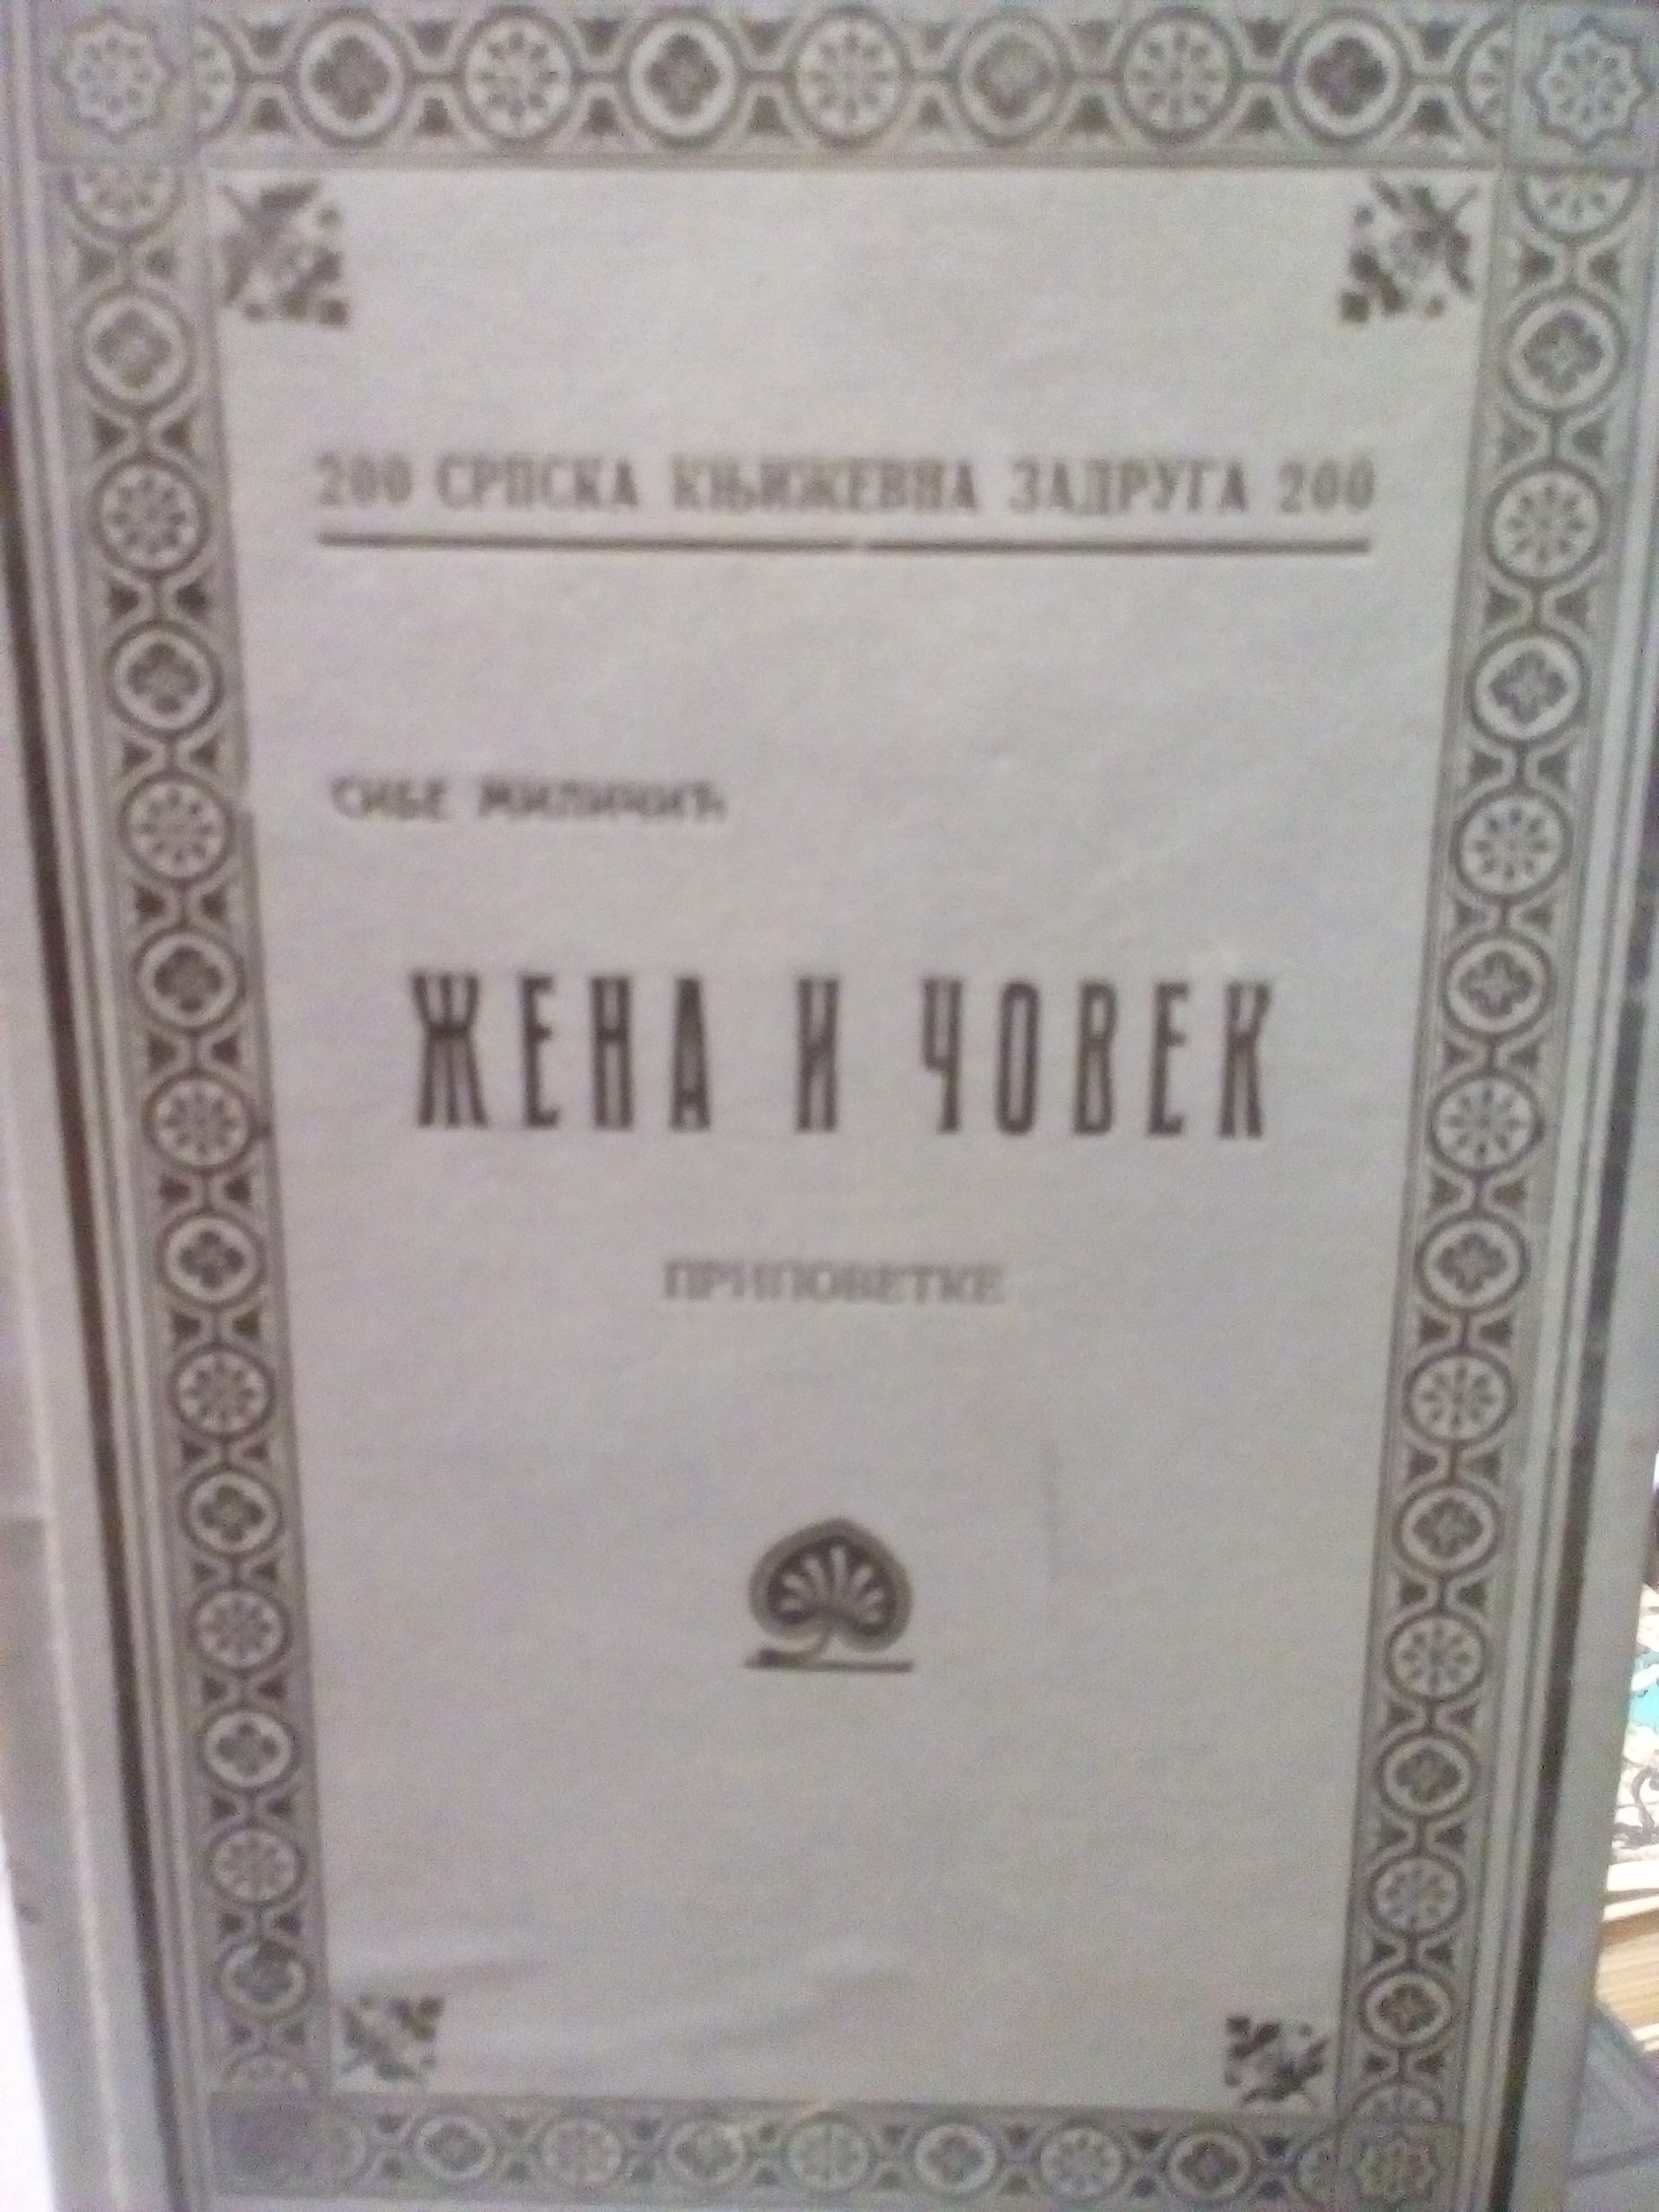 200 СРПСКА КЊИЖЕВНА ЗАДРУГА 200
СИБЕ МИЛИЧИЋ
ЖЕНА И ЧОВЕК
ПРИПОВЕТКЕ